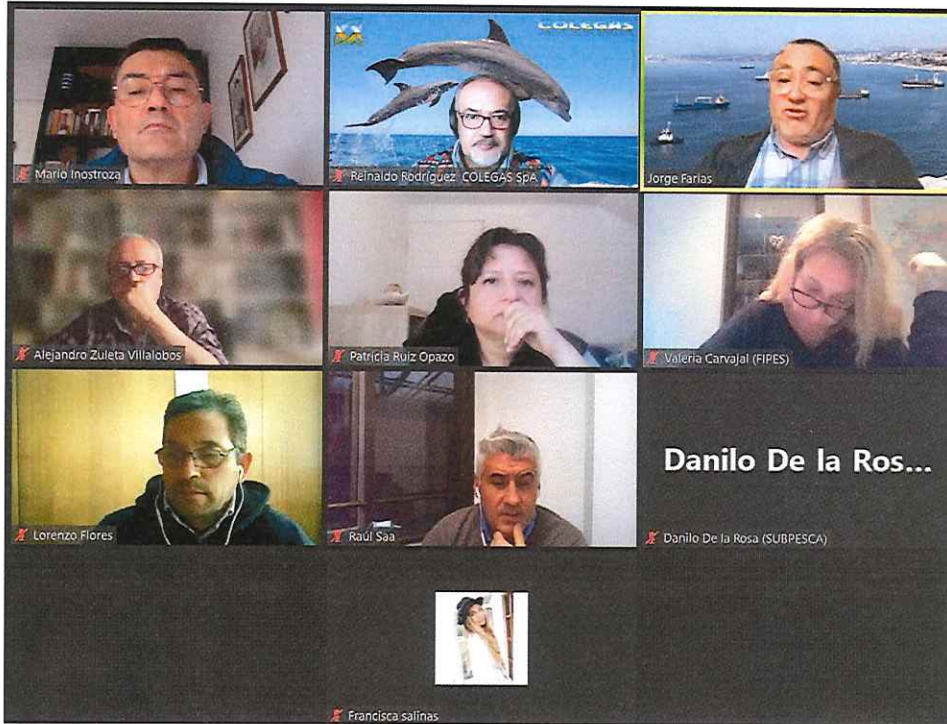 COLEGAS
Mario Inostroza
Reinaldo Rodríguez COLEGAS SpA
Jorge Farias
Alejandro Zuleta Villalobos
Patricia Ruiz Opazo
Valeria Carvajal (FIPES)
Lorenzo Flores
Raúl Saa
Danilo De la Ros...
Danilo De la Rosa (SUBPESCA)
Francisca salinas